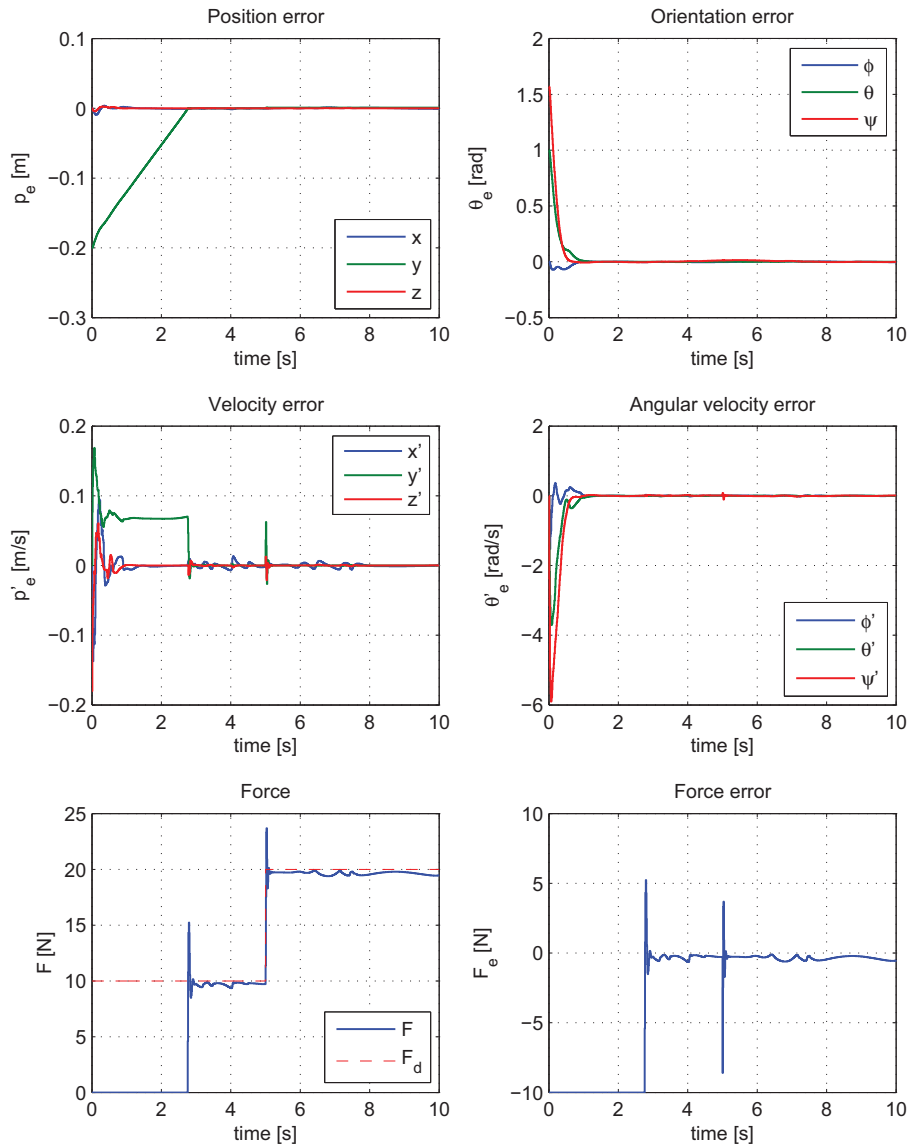 Position error
0.1
0
−0.1
−0.2
−0.3
p_e [m]
x
y
z
0 2 4 6 8 10
time [s]
Orientation error
2
1.5
1
0.5
0
−0.5
θ_e [rad]
φ
θ
ψ
0 2 4 6 8 10
time [s]
Velocity error
0.2
0.1
0
−0.1
−0.2
p'_e [m/s]
x'
y'
z'
0 2 4 6 8 10
time [s]
Angular velocity error
2
0
−2
−4
−6
θ'_e [rad/s]
φ'
θ'
ψ'
0 2 4 6 8 10
time [s]
Force
25
20
15
10
5
0
F [N]
F
F_d
0 2 4 6 8 10
time [s]
Force error
10
5
0
−5
−10
F_e [N]
0 2 4 6 8 10
time [s]